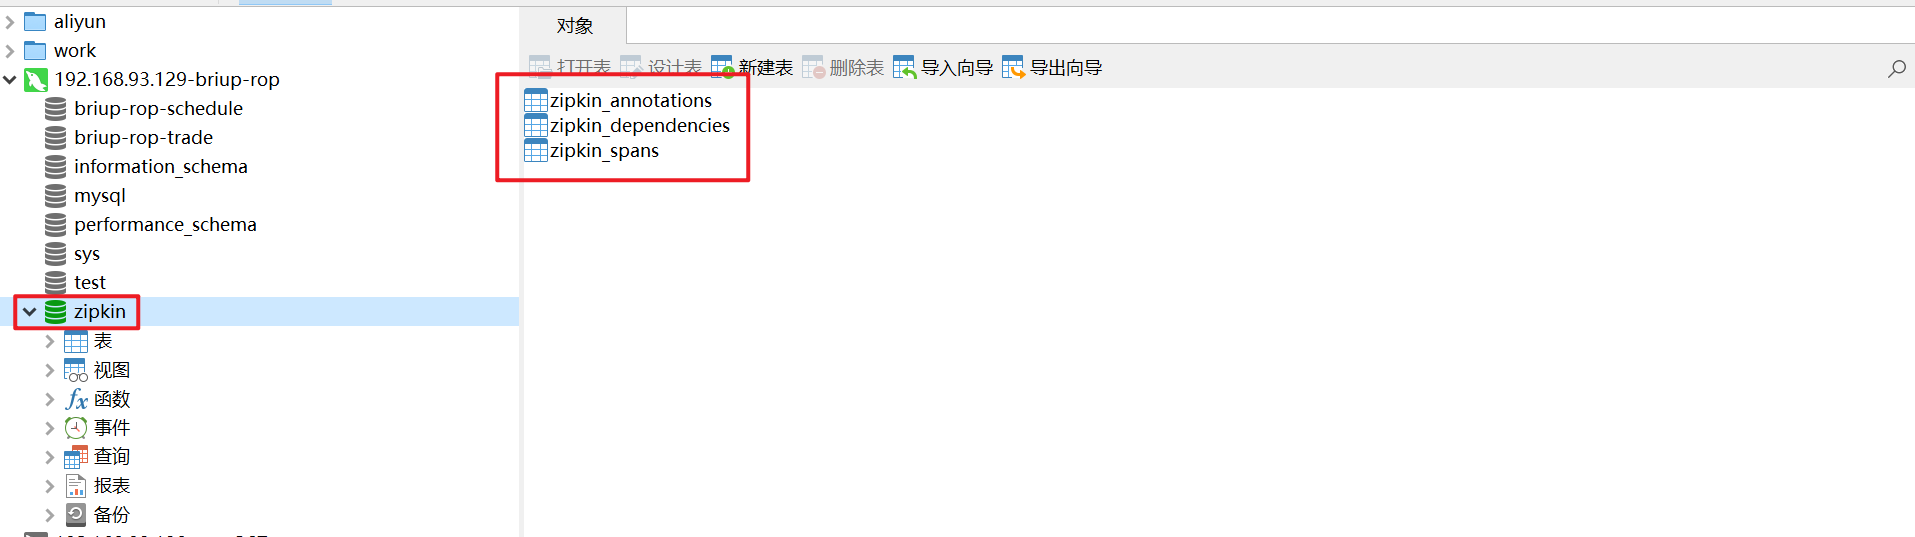 aliyun
work
192.168.93.129-briup-rop
briup-rop-schedule
briup-rop-trade
information_schema
mysql
performance_schema
sys
test
zipkin
表
视图
函数
事件
查询
报表
备份
对象
打开表 设计表 新建表 删除表 导入向导 导出向导
zipkin_annotations
zipkin_dependencies
zipkin_spans